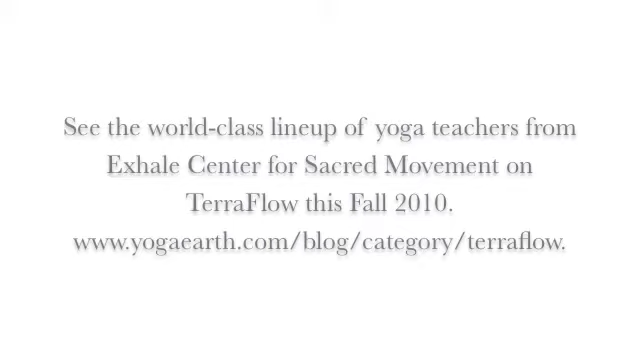 See the world-class lineup of yoga teachers from
Exhale Center for Sacred Movement on
TerraFlow this Fall 2010.
www.yogaearth.com/blog/category/terraflow.